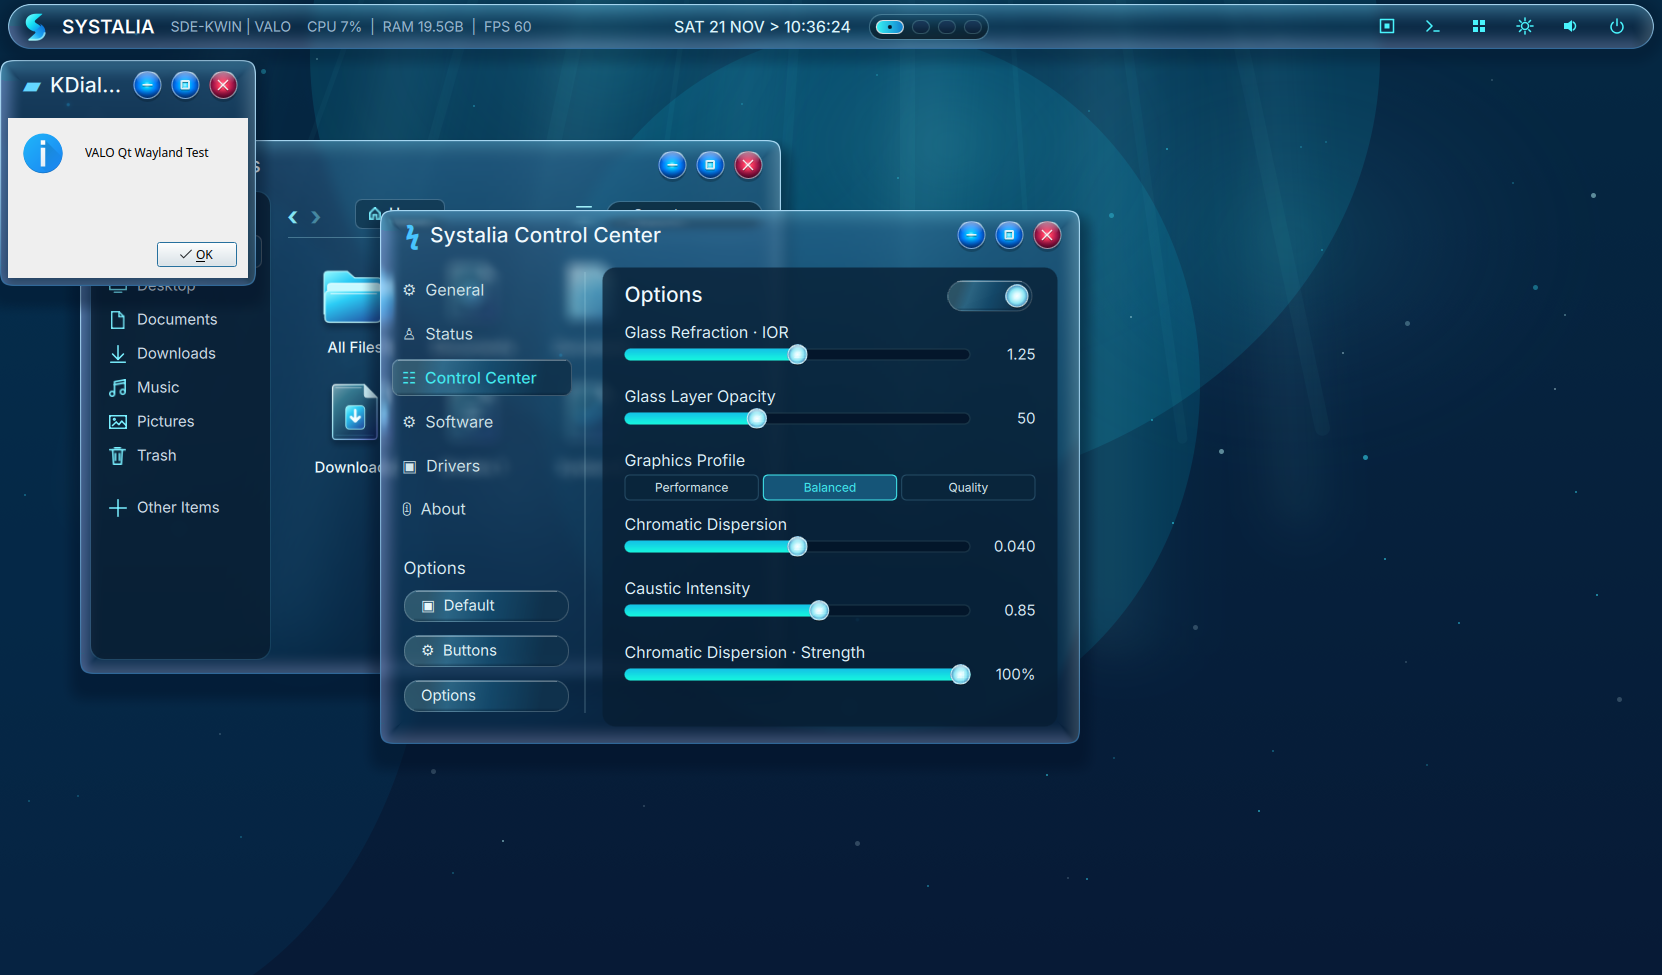 SYSTALIA SDE-KWIN | VALO CPU 7% | RAM 19.5GB | FPS 60 SAT 21 NOV > 10:36:24
KDial...
VALO Qt Wayland Test
OK
Desktop
Documents
Downloads
Music
Pictures
Trash
Other Items
All Files
Systalia Control Center
General
Status
Control Center
Software
Drivers
About
Options
Default
Buttons
Options
Options
Glass Refraction · IOR
1.25
Glass Layer Opacity
50
Graphics Profile
Performance Balanced Quality
Chromatic Dispersion
0.040
Caustic Intensity
0.85
Chromatic Dispersion · Strength
100%